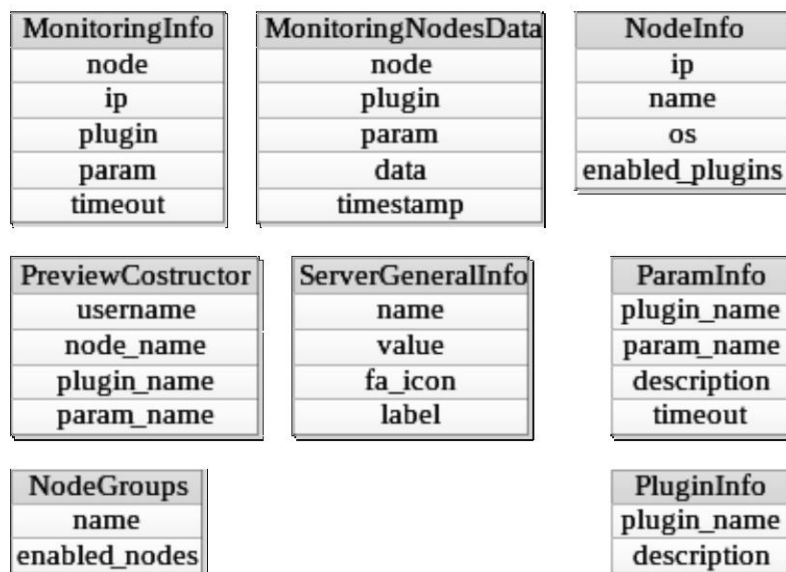 MonitoringInfo
node
ip
plugin
param
timeout
MonitoringNodesData
node
plugin
param
data
timestamp
NodeInfo
ip
name
os
enabled_plugins
PreviewCostructor
username
node_name
plugin_name
param_name
ServerGeneralInfo
name
value
fa_icon
label
ParamInfo
plugin_name
param_name
description
timeout
NodeGroups
name
enabled_nodes
PluginInfo
plugin_name
description